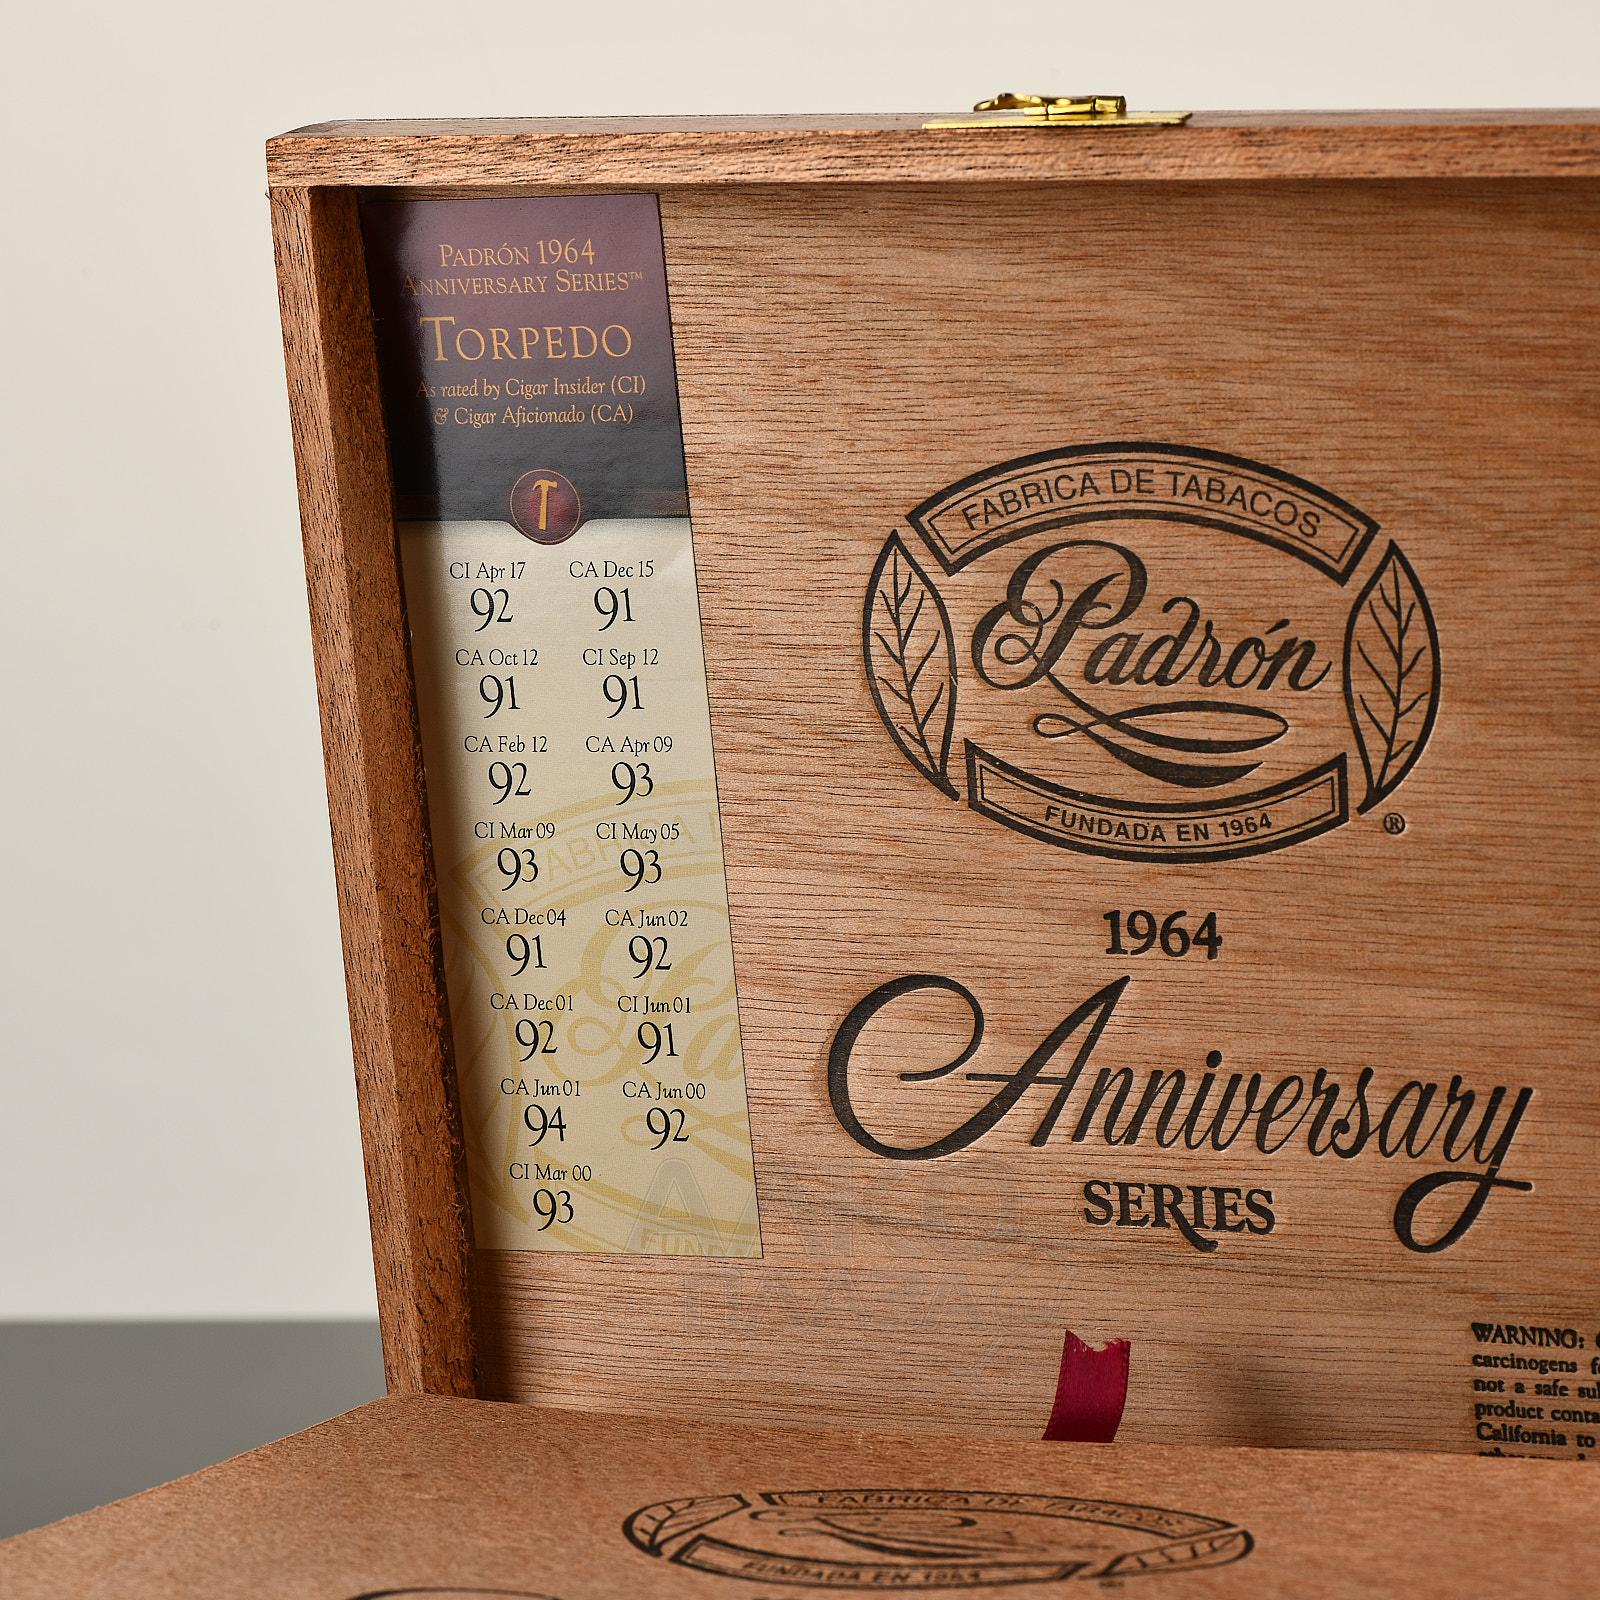 PADRÓN 1964
ANNIVERSARY SERIES™
TORPEDO
As rated by Cigar Insider (CI)
& Cigar Aficionado (CA)
CI Apr 17 CA Dec 15
92 91
CA Oct 12 CI Sep 12
91 91
CA Feb 12 CA Apr 09
92 93
CI Mar 09 CI May 05
93 93
CA Dec 04 CA Jun 02
91 92
CA Dec 01 CI Jun 01
92 91
CA Jun 01 CA Jun 00
94 92
CI Mar 00
93
FABRICA DE TABACOS
Padrón
FUNDADA EN 1964
®
1964
Anniversary
SERIES
WARNING:
carcinogens
not a safe
product
California to
FABRICA DE TABACOS
FUNDADA EN 1964